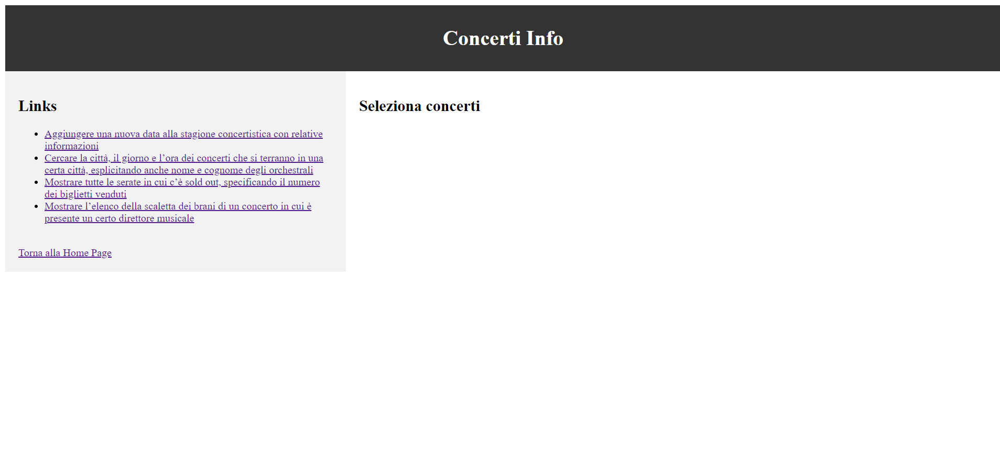 Concerti Info
Links
Aggiungere una nuova data alla stagione concertistica con relative
informazioni
Cercare la città, il giorno e l’ora dei concerti che si terranno in una
certa città, esplicitando anche nome e cognome degli orchestrali
Mostrare tutte le serate in cui c’è sold out, specificando il numero
dei biglietti venduti
Mostrare l’elenco della scaletta dei brani di un concerto in cui è
presente un certo direttore musicale
Torna alla Home Page
Seleziona concerti